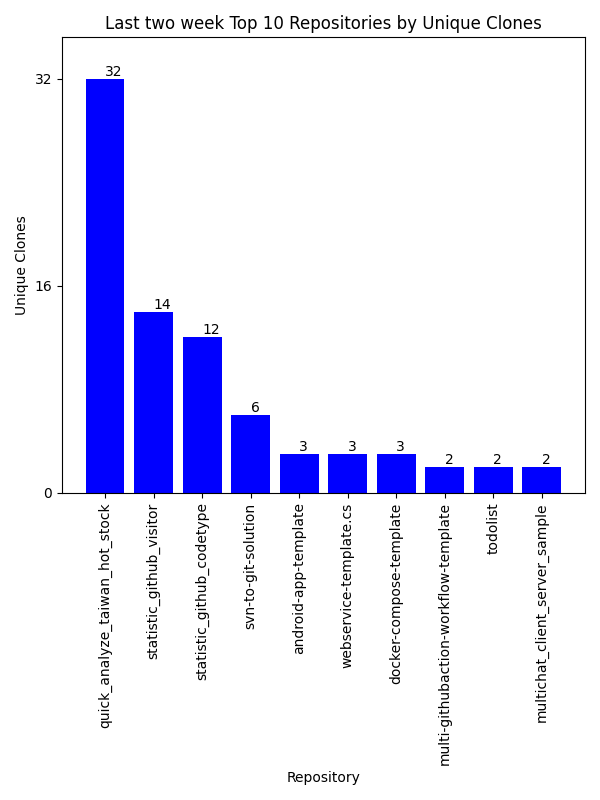 Last two week Top 10 Repositories by Unique Clones
Unique Clones
32
16
0
32
14
12
6
3
3
3
2
2
2
quick_analyze_taiwan_hot_stock
statistic_github_visitor
statistic_github_codetype
svn-to-git-solution
android-app-template
webservice-template.cs
docker-compose-template
multi-githubaction-workflow-template
todolist
multichat_client_server_sample
Repository